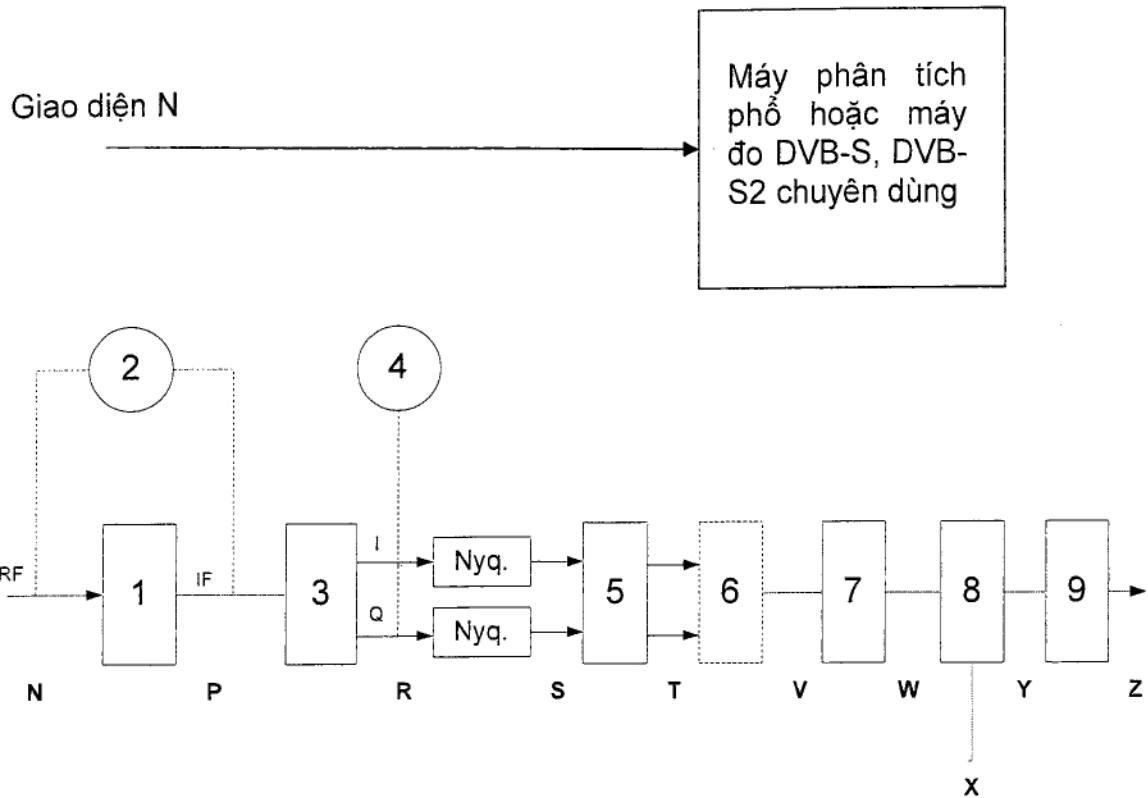 Giao diện N
Máy phân tích
phổ hoặc máy
đo DVB-S, DVB-
S2 chuyên dùng
2
4
RF
1
IF
3
I
Q
Nyq.
Nyq.
5
6
7
8
9
N
P
R
S
T
V
W
Y
Z
X